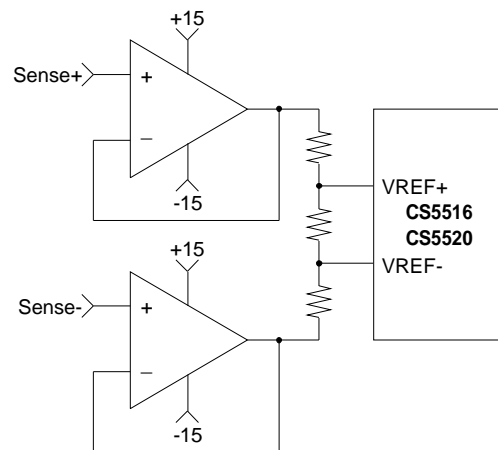 +15
Sense+
+
−
-15
VREF+
CS5516
CS5520
VREF-
+15
Sense-
+
−
-15